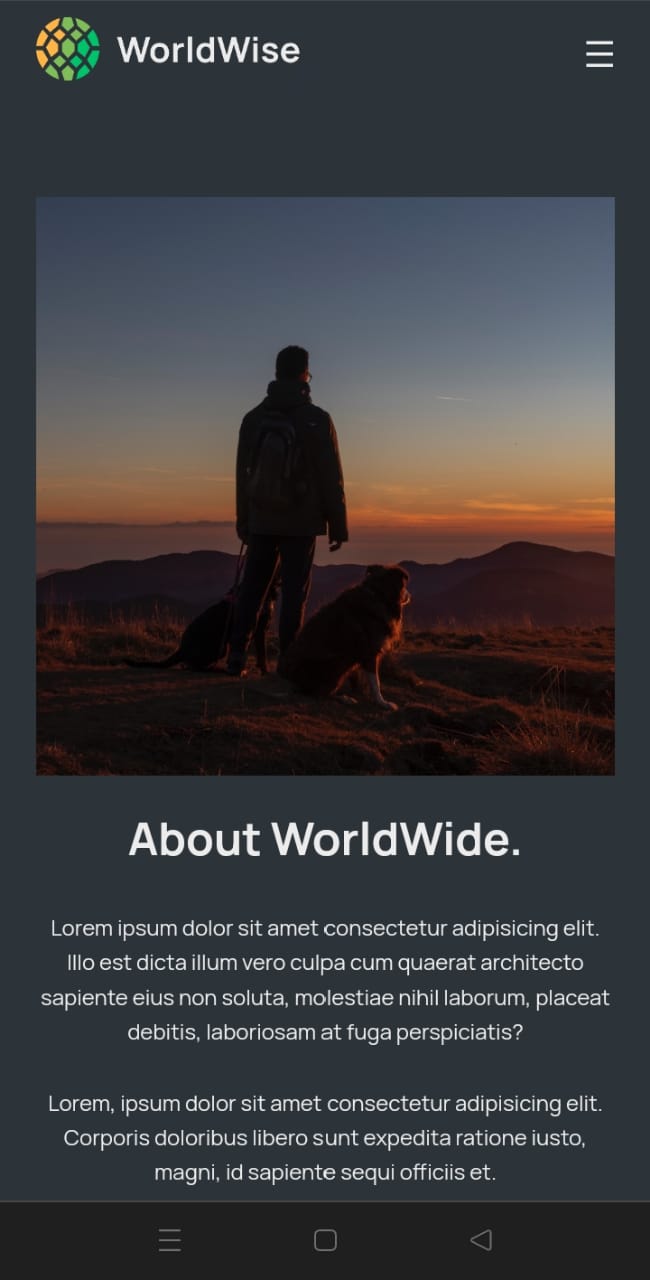 WorldWise
About WorldWide.
Lorem ipsum dolor sit amet consectetur adipisicing elit.
Illo est dicta illum vero culpa cum quaerat architecto
sapiente eius non soluta, molestiae nihil laborum, placeat
debitis, laboriosam at fuga perspiciatis?
Lorem, ipsum dolor sit amet consectetur adipisicing elit.
Corporis doloribus libero sunt expedita ratione iusto,
magni, id sapiente sequi officiis et.